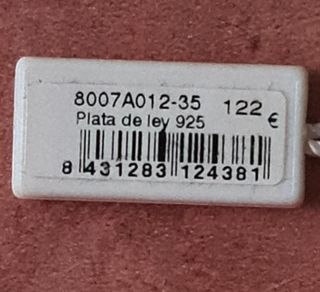 8007A012-35 122 €
Plata de ley 925
8 431283 124381